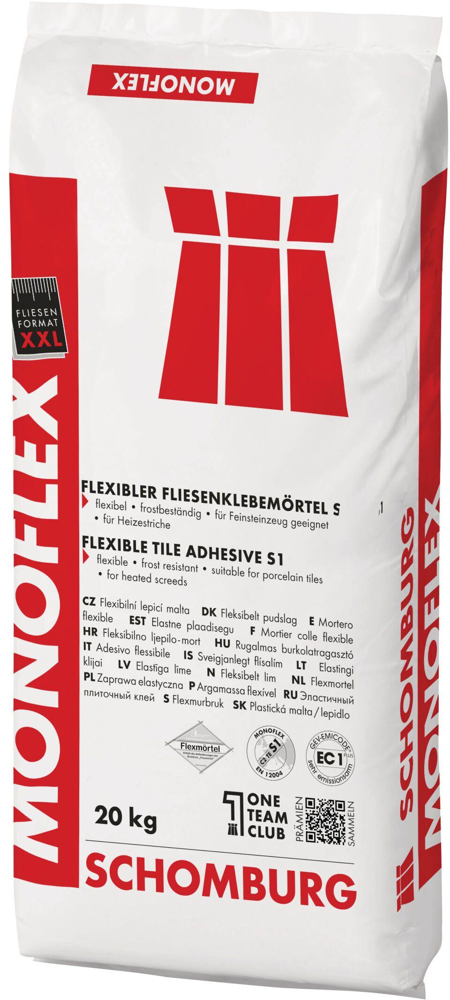 MONOFLEX
FLIESEN
FORMAT
XXL
MONOFLEX
FLEXIBLER FLIESENKLEBEMÖRTEL S
,1
flexibel • frostbeständig • für Feinsteinzeug geeignet
• für Heizestriche
FLEXIBLE TILE ADHESIVE S1
flexible • frost resistant • suitable for porcelain tiles
• for heated screeds
CZ Flexibilní lepicí malta DK Fleksibelt pudslag E Mortero
flexible EST Elastne plaadisegu F Mortier colle flexible
HR Fleksibilno ljepilo-mort HU Rugalmas burkolatragasztó
IT Adesivo flessibile IS Sveigjanlegt flísalím LT Elastingi
klijai LV Elastīga līme N Fleksibelt lim NL Flexmortel
PL Zaprawa elastyczna P Argamassa flexível RU Эластичный
плиточный клей S Flexmurbruk SK Plastická malta / lepidlo
Flexmörtel
Erfüllt die Anforderungen der
Richtlinie „Flexmörtel“
MONOFLEX
C2 TE S1
EN 12004
GEV-EMICODE®
EC 1 PLUS
sehr emissionsarm
20 kg
ONE
TEAM
CLUB
PRÄMIEN
SAMMELN
SCHOMBURG
SCHOMBURG
MONOFLEX